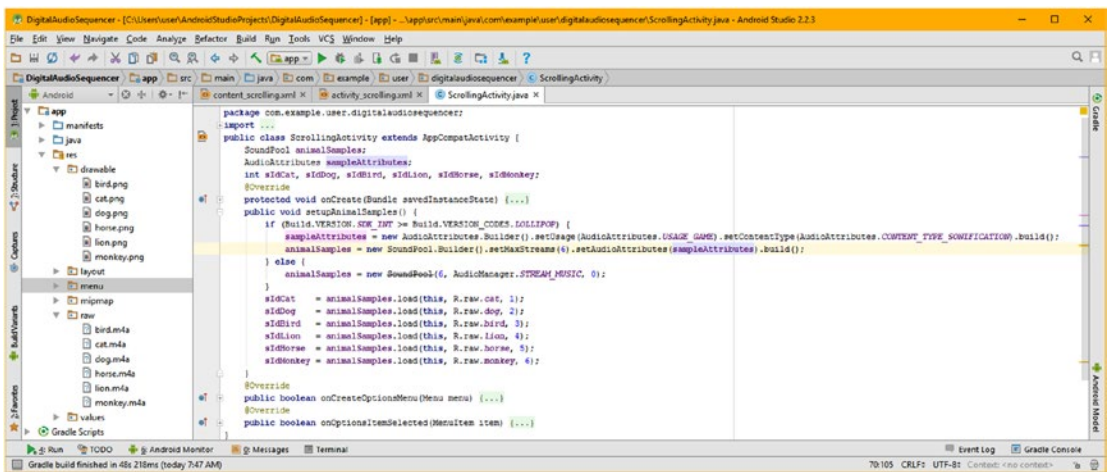 DigitalAudioSequencer - [C:\Users\user\AndroidStudioProjects\DigitalAudioSequencer] - [app] - ...\app\src\main\java\com\example\user\digitalaudiosequencer\ScrollingActivity.java - Android Studio 2.2.3
File Edit View Navigate Code Analyze Refactor Build Run Tools VCS Window Help
app
DigitalAudioSequencer app src main java com example user digitalaudiosequencer ScrollingActivity
Android content_scrolling.xml activity_scrolling.xml ScrollingActivity.java
1: Project
7: Structure
Captures
Build Variants
2: Favorites
app
manifests
java
res
drawable
bird.png
cat.png
dog.png
horse.png
lion.png
monkey.png
layout
menu
mipmap
raw
bird.m4a
cat.m4a
dog.m4a
horse.m4a
lion.m4a
monkey.m4a
values
Gradle Scripts
package com.example.user.digitalaudiosequencer;
import ...
public class ScrollingActivity extends AppCompatActivity {
SoundPool animalSamples;
AudioAttributes sampleAttributes;
int sIdCat, sIdDog, sIdBird, sIdLion, sIdHorse, sIdMonkey;
@Override
protected void onCreate(Bundle savedInstanceState) {...}
public void setupAnimalSamples() {
if (Build.VERSION.SDK_INT >= Build.VERSION_CODES.LOLLIPOP) {
sampleAttributes = new AudioAttributes.Builder().setUsage(AudioAttributes.USAGE_GAME).setContentType(AudioAttributes.CONTENT_TYPE_SONIFICATION).build();
animalSamples = new SoundPool.Builder().setMaxStreams(6).setAudioAttributes(sampleAttributes).build();
} else {
animalSamples = new SoundPool(6, AudioManager.STREAM_MUSIC, 0);
}
sIdCat = animalSamples.load(this, R.raw.cat, 1);
sIdDog = animalSamples.load(this, R.raw.dog, 2);
sIdBird = animalSamples.load(this, R.raw.bird, 3);
sIdLion = animalSamples.load(this, R.raw.lion, 4);
sIdHorse = animalSamples.load(this, R.raw.horse, 5);
sIdMonkey = animalSamples.load(this, R.raw.monkey, 6);
}
@Override
public boolean onCreateOptionsMenu(Menu menu) {...}
@Override
public boolean onOptionsItemSelected(MenuItem item) {...}
}
Gradle
Android Model
4: Run TODO 6: Android Monitor 0: Messages Terminal Event Log Gradle Console
Gradle build finished in 48s 218ms (today 7:47 AM) 70:105 CRLF÷ UTF-8÷ Context: <no context>